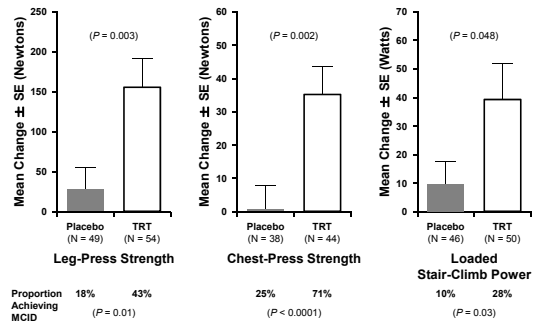 Mean Change ± SE (Newtons)
250
200
150
100
50
0
(P = 0.003)
Placebo TRT
(N = 49) (N = 54)
Leg-Press Strength
Mean Change ± SE (Newtons)
60
50
40
30
20
10
0
(P = 0.002)
Placebo TRT
(N = 38) (N = 44)
Chest-Press Strength
Mean Change ± SE (Watts)
70
60
50
40
30
20
10
0
(P = 0.048)
Placebo TRT
(N = 46) (N = 50)
Loaded
Stair-Climb Power
Proportion 18% 43% 25% 71% 10% 28%
Achieving
MCID
(P = 0.01) (P < 0.0001) (P = 0.03)